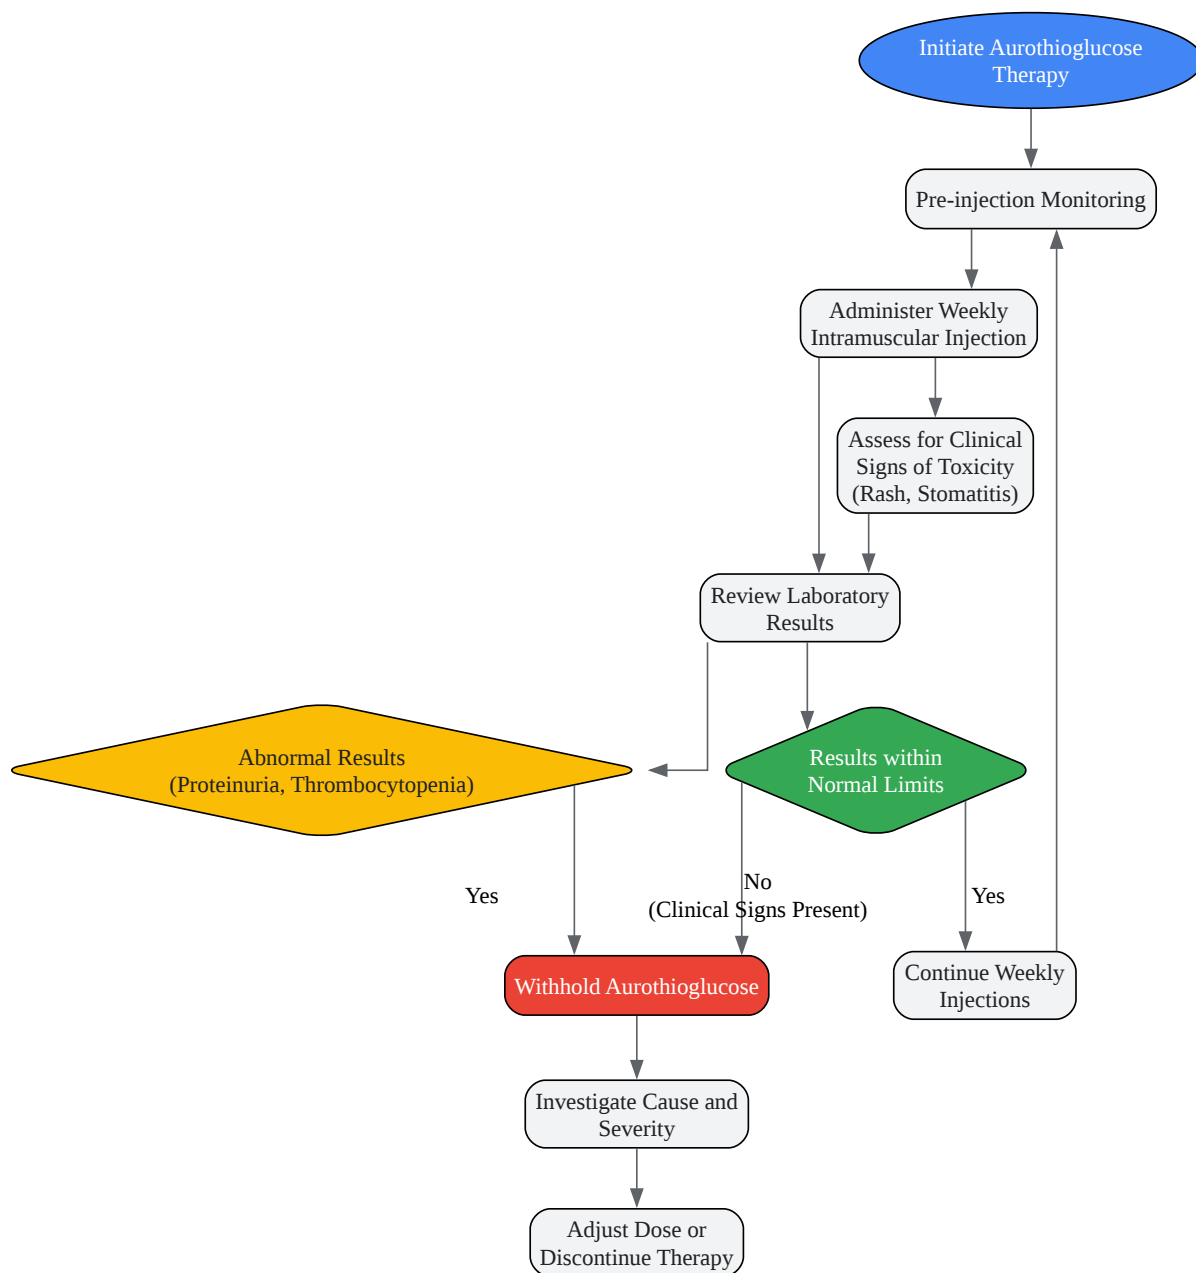 Initiate Aurothioglucose
Therapy
Pre-injection Monitoring
Administer Weekly
Intramuscular Injection
Assess for Clinical
Signs of Toxicity
(Rash, Stomatitis)
Review Laboratory
Results
Abnormal Results
(Proteinuria, Thrombocytopenia)
Results within
Normal Limits
Yes
No
(Clinical Signs Present)
Yes
Withhold Aurothioglucose
Continue Weekly
Injections
Investigate Cause and
Severity
Adjust Dose or
Discontinue Therapy